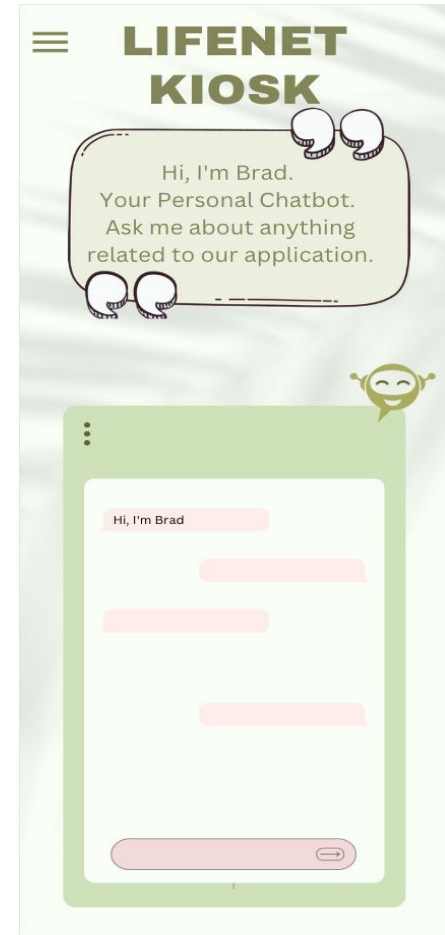 LIFENET
KIOSK
Hi, I'm Brad.
Your Personal Chatbot.
Ask me about anything
related to our application.
Hi, I'm Brad